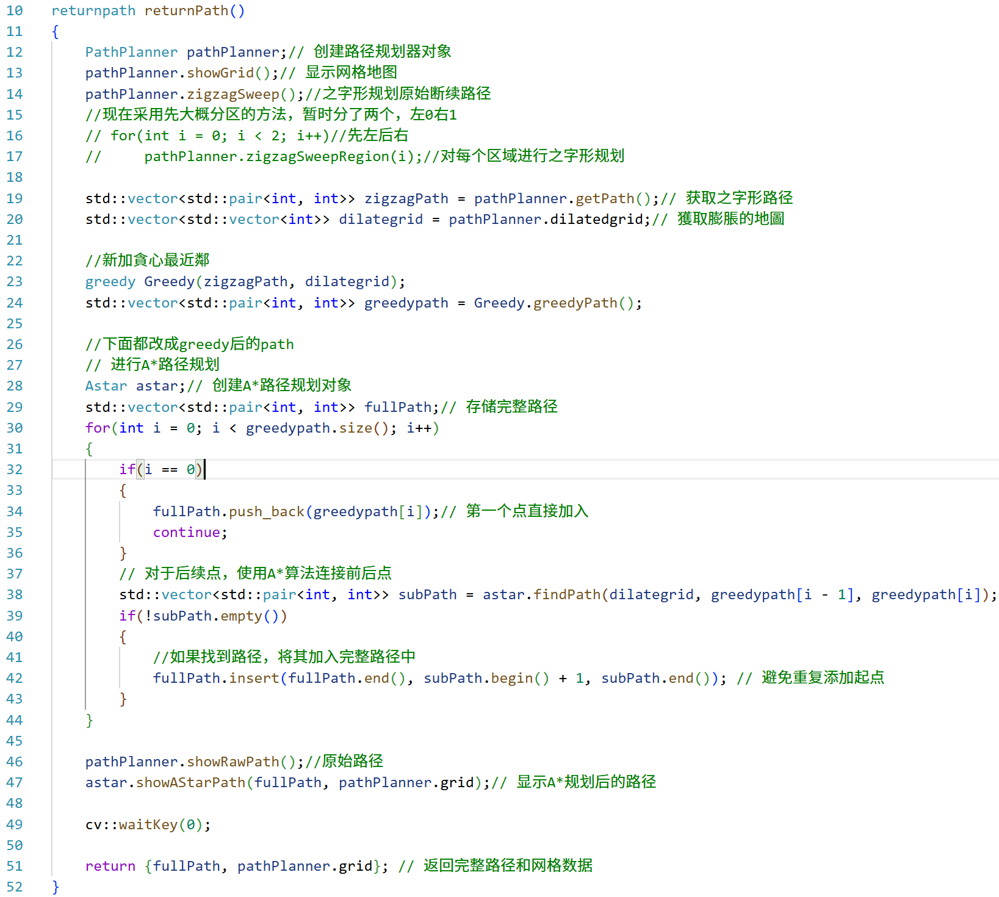 10 returnpath returnPath()
11 {
12 PathPlanner pathPlanner;// 创建路径规划器对象
13 pathPlanner.showGrid();// 显示网格地图
14 pathPlanner.zigzagSweep();//之字形规划原始断续路径
15 //现在采用先大概分区的方法，暂时分了两个，左0右1
16 // for(int i = 0; i < 2; i++)//先左后右
17 //     pathPlanner.zigzagSweepRegion(i);//对每个区域进行之字形规划
18
19 std::vector<std::pair<int, int>> zigzagPath = pathPlanner.getPath();// 获取之字形路径
20 std::vector<std::vector<int>> dilategrid = pathPlanner.dilatedgrid;// 獲取膨脹的地圖
21
22 //新加貪心最近鄰
23 greedy Greedy(zigzagPath, dilategrid);
24 std::vector<std::pair<int, int>> greedypath = Greedy.greedyPath();
25
26 //下面都改成greedy后的path
27 // 进行A*路径规划
28 Astar astar;// 创建A*路径规划对象
29 std::vector<std::pair<int, int>> fullPath;// 存储完整路径
30 for(int i = 0; i < greedypath.size(); i++)
31 {
32 if(i == 0)
33 {
34 fullPath.push_back(greedypath[i]);// 第一个点直接加入
35 continue;
36 }
37 // 对于后续点，使用A*算法连接前后点
38 std::vector<std::pair<int, int>> subPath = astar.findPath(dilategrid, greedypath[i - 1], greedypath[i]);
39 if(!subPath.empty())
40 {
41 //如果找到路径，将其加入完整路径中
42 fullPath.insert(fullPath.end(), subPath.begin() + 1, subPath.end()); // 避免重复添加起点
43 }
44 }
45
46 pathPlanner.showRawPath();//原始路径
47 astar.showAStarPath(fullPath, pathPlanner.grid);// 显示A*规划后的路径
48
49 cv::waitKey(0);
50
51 return {fullPath, pathPlanner.grid}; // 返回完整路径和网格数据
52 }